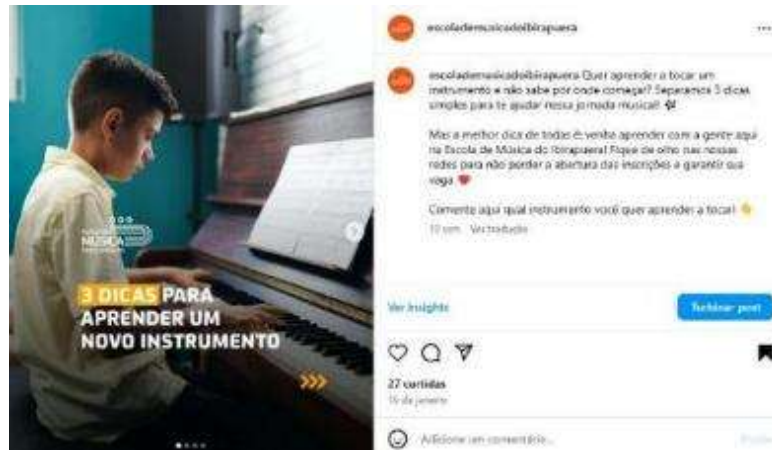 escolademusicadoibirapuera
escolademusicadoibirapuera Quer aprender a tocar um
instrumento e não sabe por onde começar? Separamos 3 dicas
simples para te ajudar nessa jornada musical!
Mas a melhor dica de todas é: venha aprender com a gente aqui
na Escola de Música do Ibirapuera! Fique de olho nas nossas
redes para não perder a abertura das inscrições e garantir sua
vaga ❤️
Comente aqui qual instrumento você quer aprender a tocar! 👇
Ver tradução
MÚSICA
3 DICAS PARA
APRENDER UM
NOVO INSTRUMENTO
Ver Insights
Turbinar post
27 curtidas
16 de janeiro
Adicione um comentário...